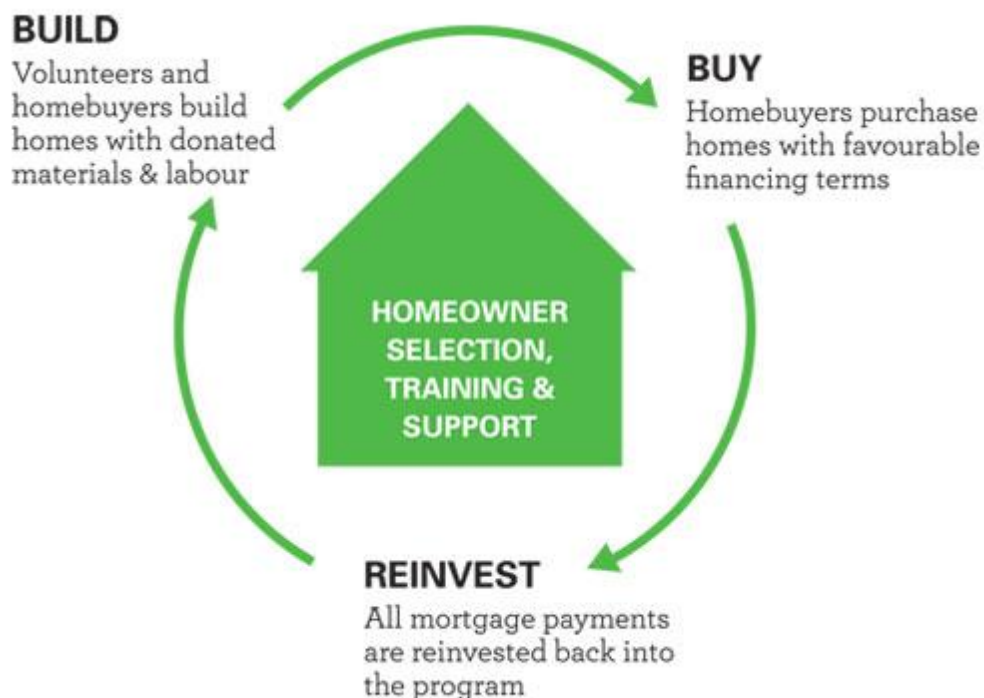 BUILD
Volunteers and
homebuyers build
homes with donated
materials & labour
BUY
Homebuyers purchase
homes with favourable
financing terms
HOMEOWNER
SELECTION,
TRAINING &
SUPPORT
REINVEST
All mortgage payments
are reinvested back into
the program